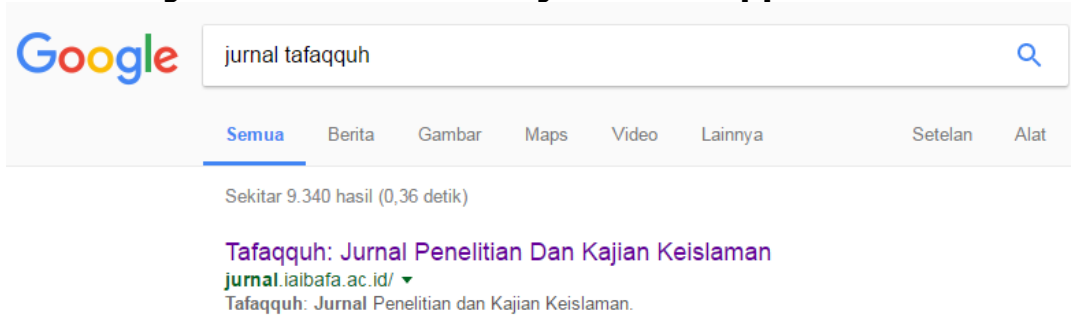 Google
jurnal tafaqquh
Semua Berita Gambar Maps Video Lainnya Setelan Alat
Sekitar 9.340 hasil (0,36 detik)
Tafaqquh: Jurnal Penelitian Dan Kajian Keislaman
jurnal.iaibafa.ac.id/
Tafaqquh: Jurnal Penelitian dan Kajian Keislaman.